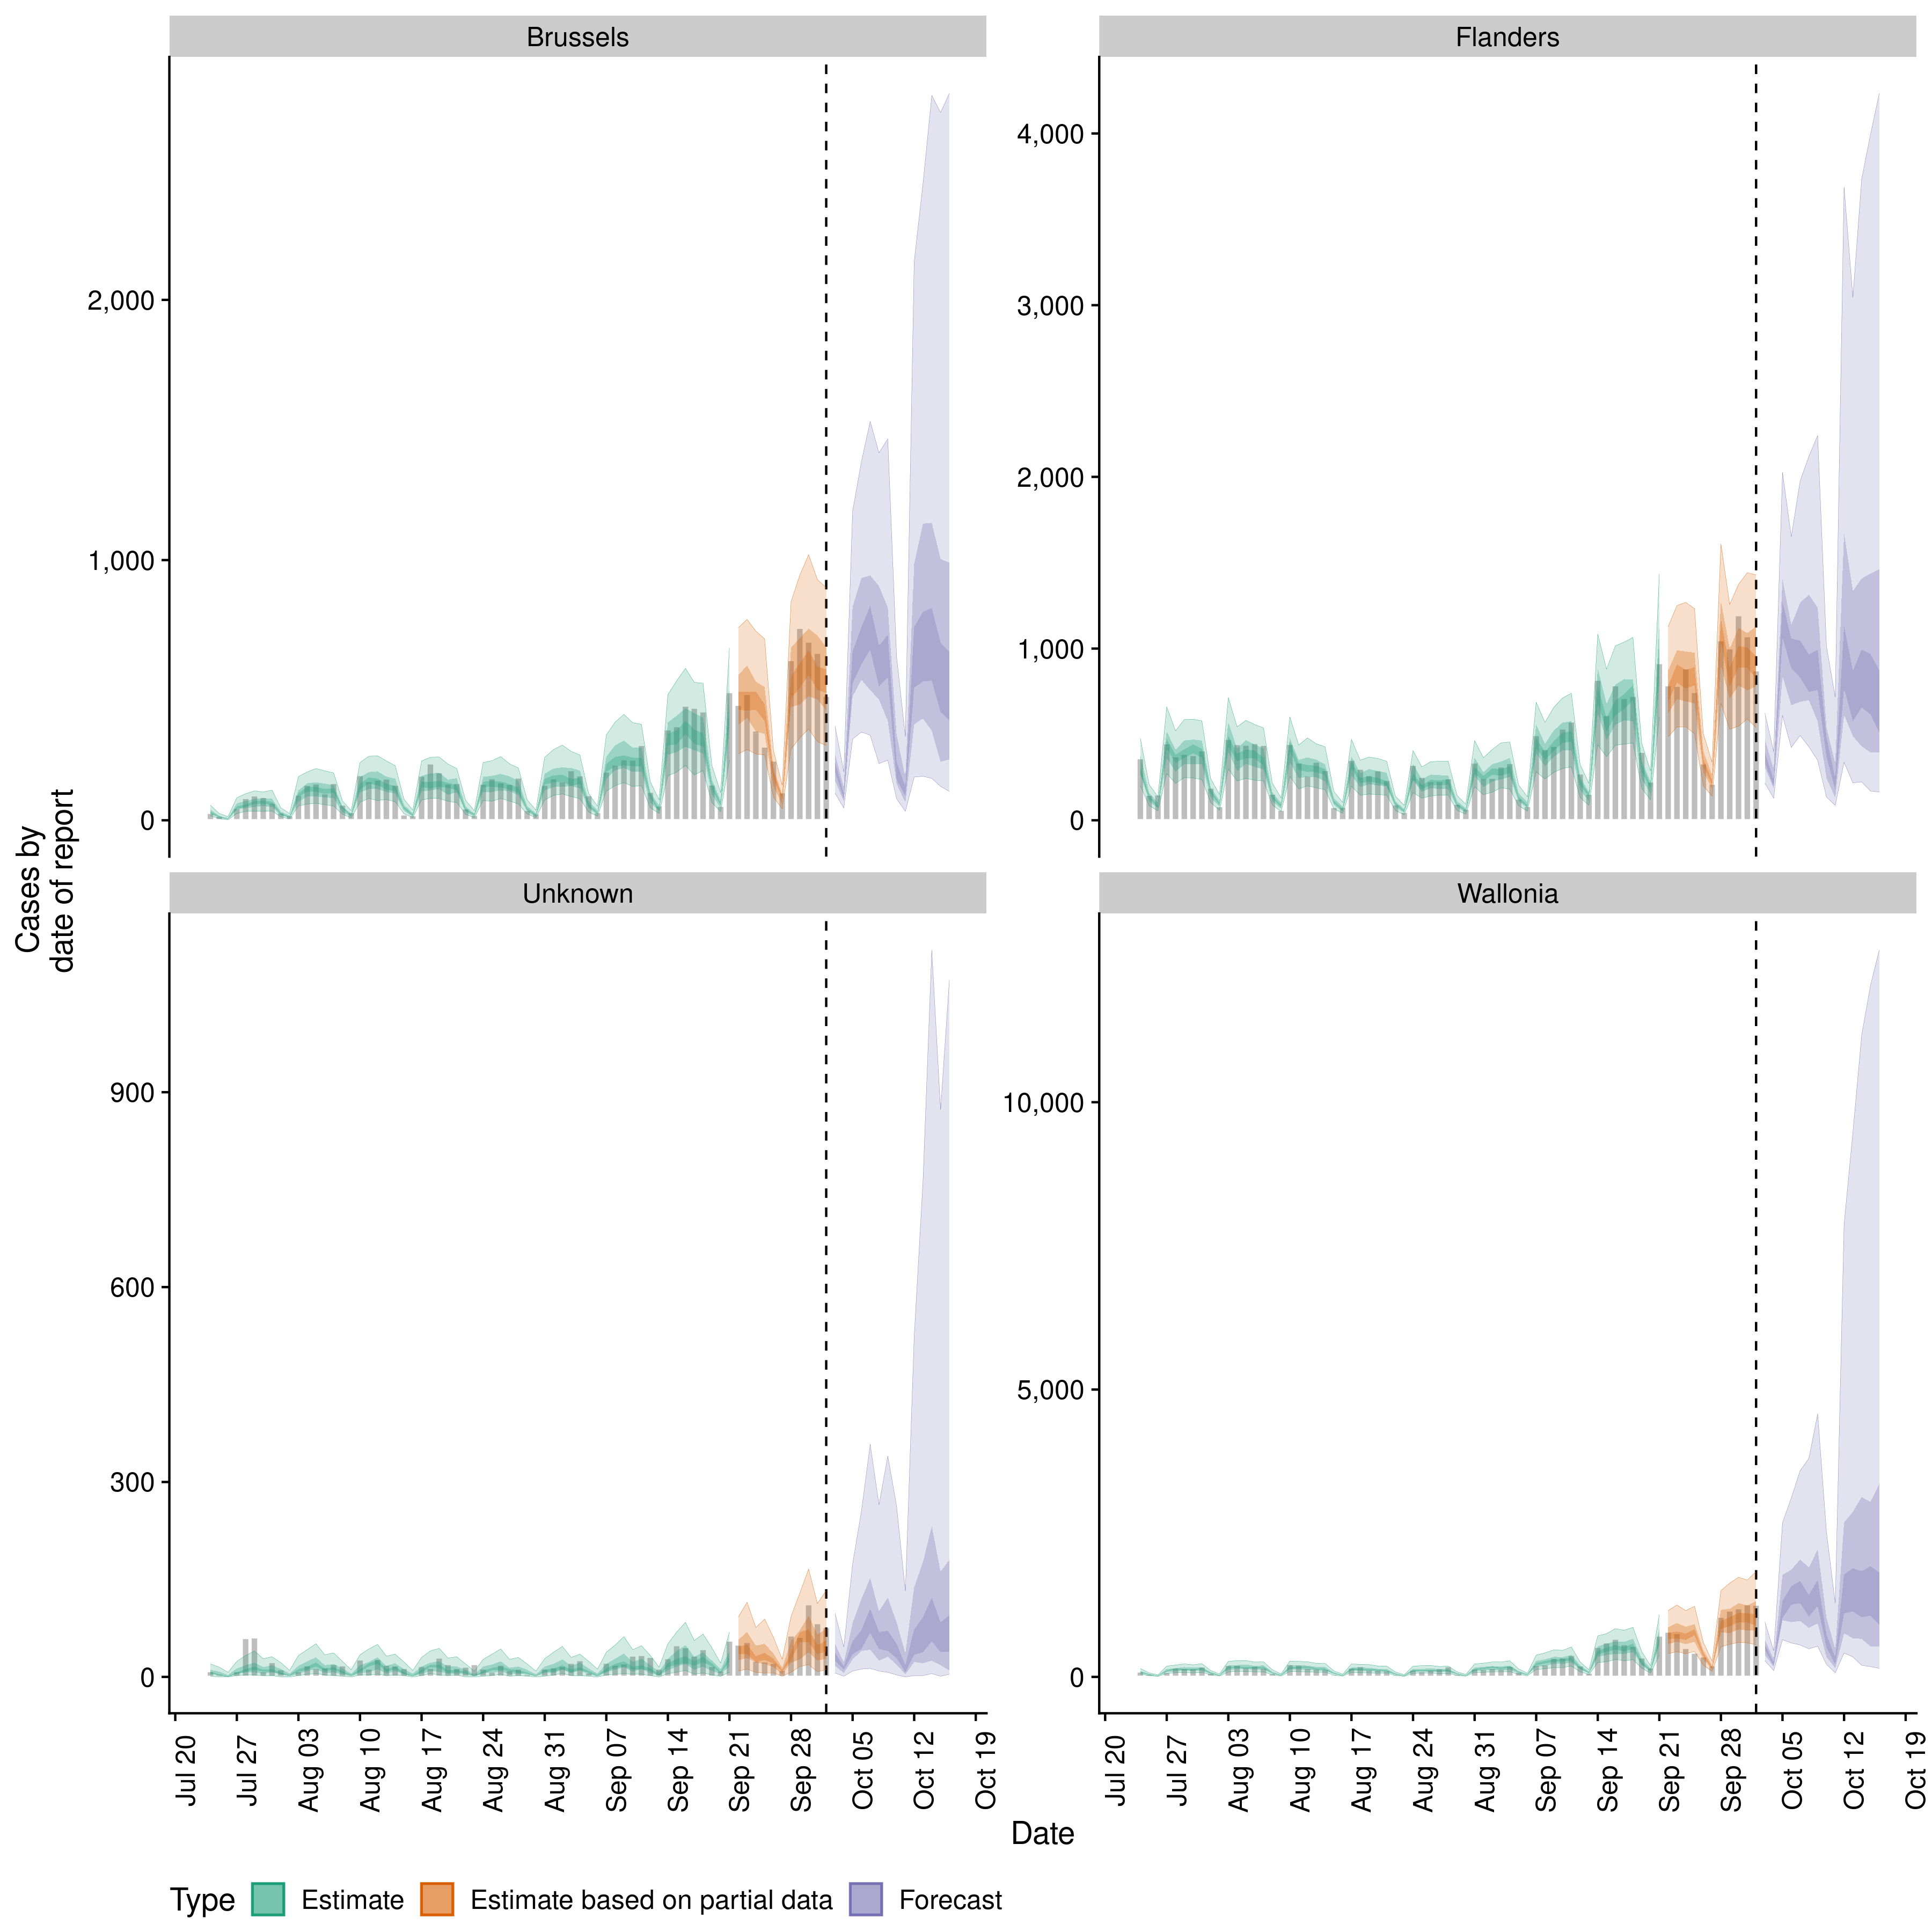 Brussels
Flanders
2,000
1,000
0
4,000
3,000
2,000
1,000
0
Cases by
date of report
Unknown
Wallonia
900
600
300
0
10,000
5,000
0
Jul 20
Jul 27
Aug 03
Aug 10
Aug 17
Aug 24
Aug 31
Sep 07
Sep 14
Sep 21
Sep 28
Oct 05
Oct 12
Oct 19
Jul 20
Jul 27
Aug 03
Aug 10
Aug 17
Aug 24
Aug 31
Sep 07
Sep 14
Sep 21
Sep 28
Oct 05
Oct 12
Oct 19
Date
Type Estimate Estimate based on partial data Forecast